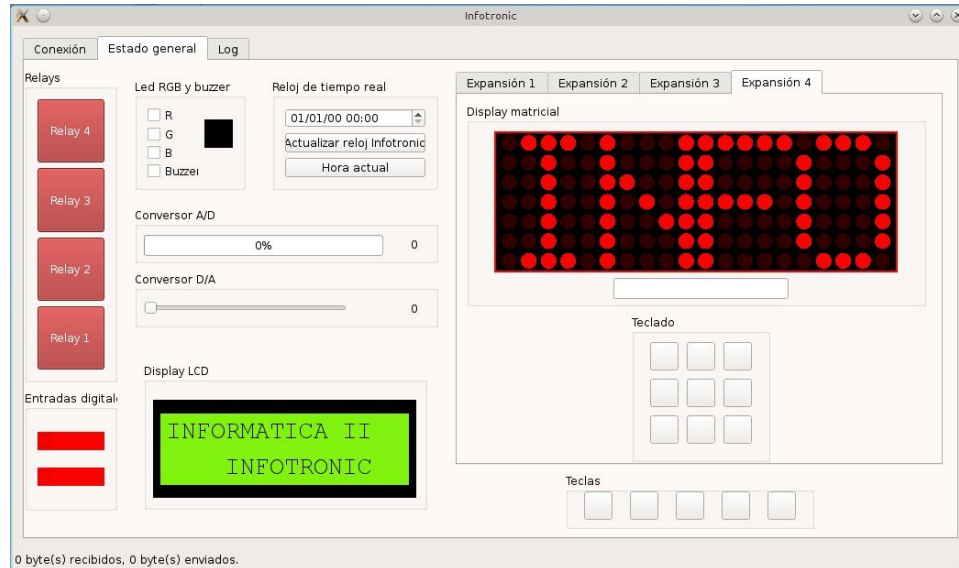 Infotronic
Conexión
Estado general
Log
Relays
Relay 4
Relay 3
Relay 2
Relay 1
Entradas digitale
Led RGB y buzzer
R
G
B
Buzzer
Reloj de tiempo real
01/01/00 00:00
Actualizar reloj Infotronic
Hora actual
Conversor A/D
0%
0
Conversor D/A
0
Display LCD
INFORMATICA II
INFOTRONIC
Expansión 1
Expansión 2
Expansión 3
Expansión 4
Display matricial
INFO
Teclado
Teclas
0 byte(s) recibidos, 0 byte(s) enviados.